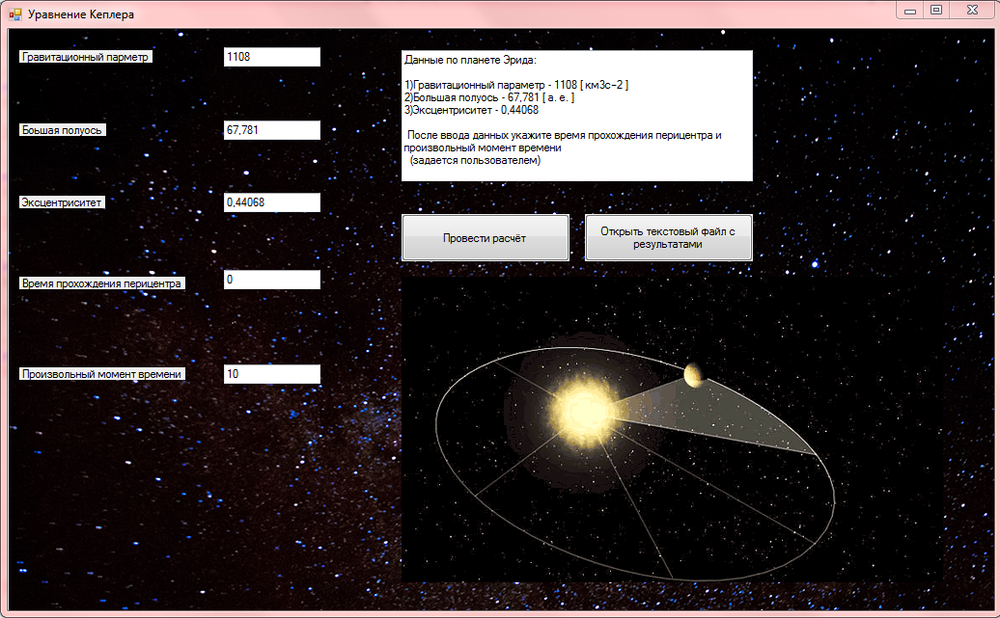 Уравнение Кеплера
Гравитационный парметр
1108
Боьшая полуось
67,781
Эксцентриситет
0,44068
Время прохождения перицентра
0
Произвольный момент времени
10
Данные по планете Эрида:
1)Гравитационный параметр - 1108 [ км3с−2 ]
2)Большая полуось - 67,781 [ а. е. ]
3)Эксцентриситет - 0,44068
После ввода данных укажите время прохождения перицентра и
произвольный момент времени
(задается пользователем)
Провести расчёт
Открыть текстовый файл с
результатами